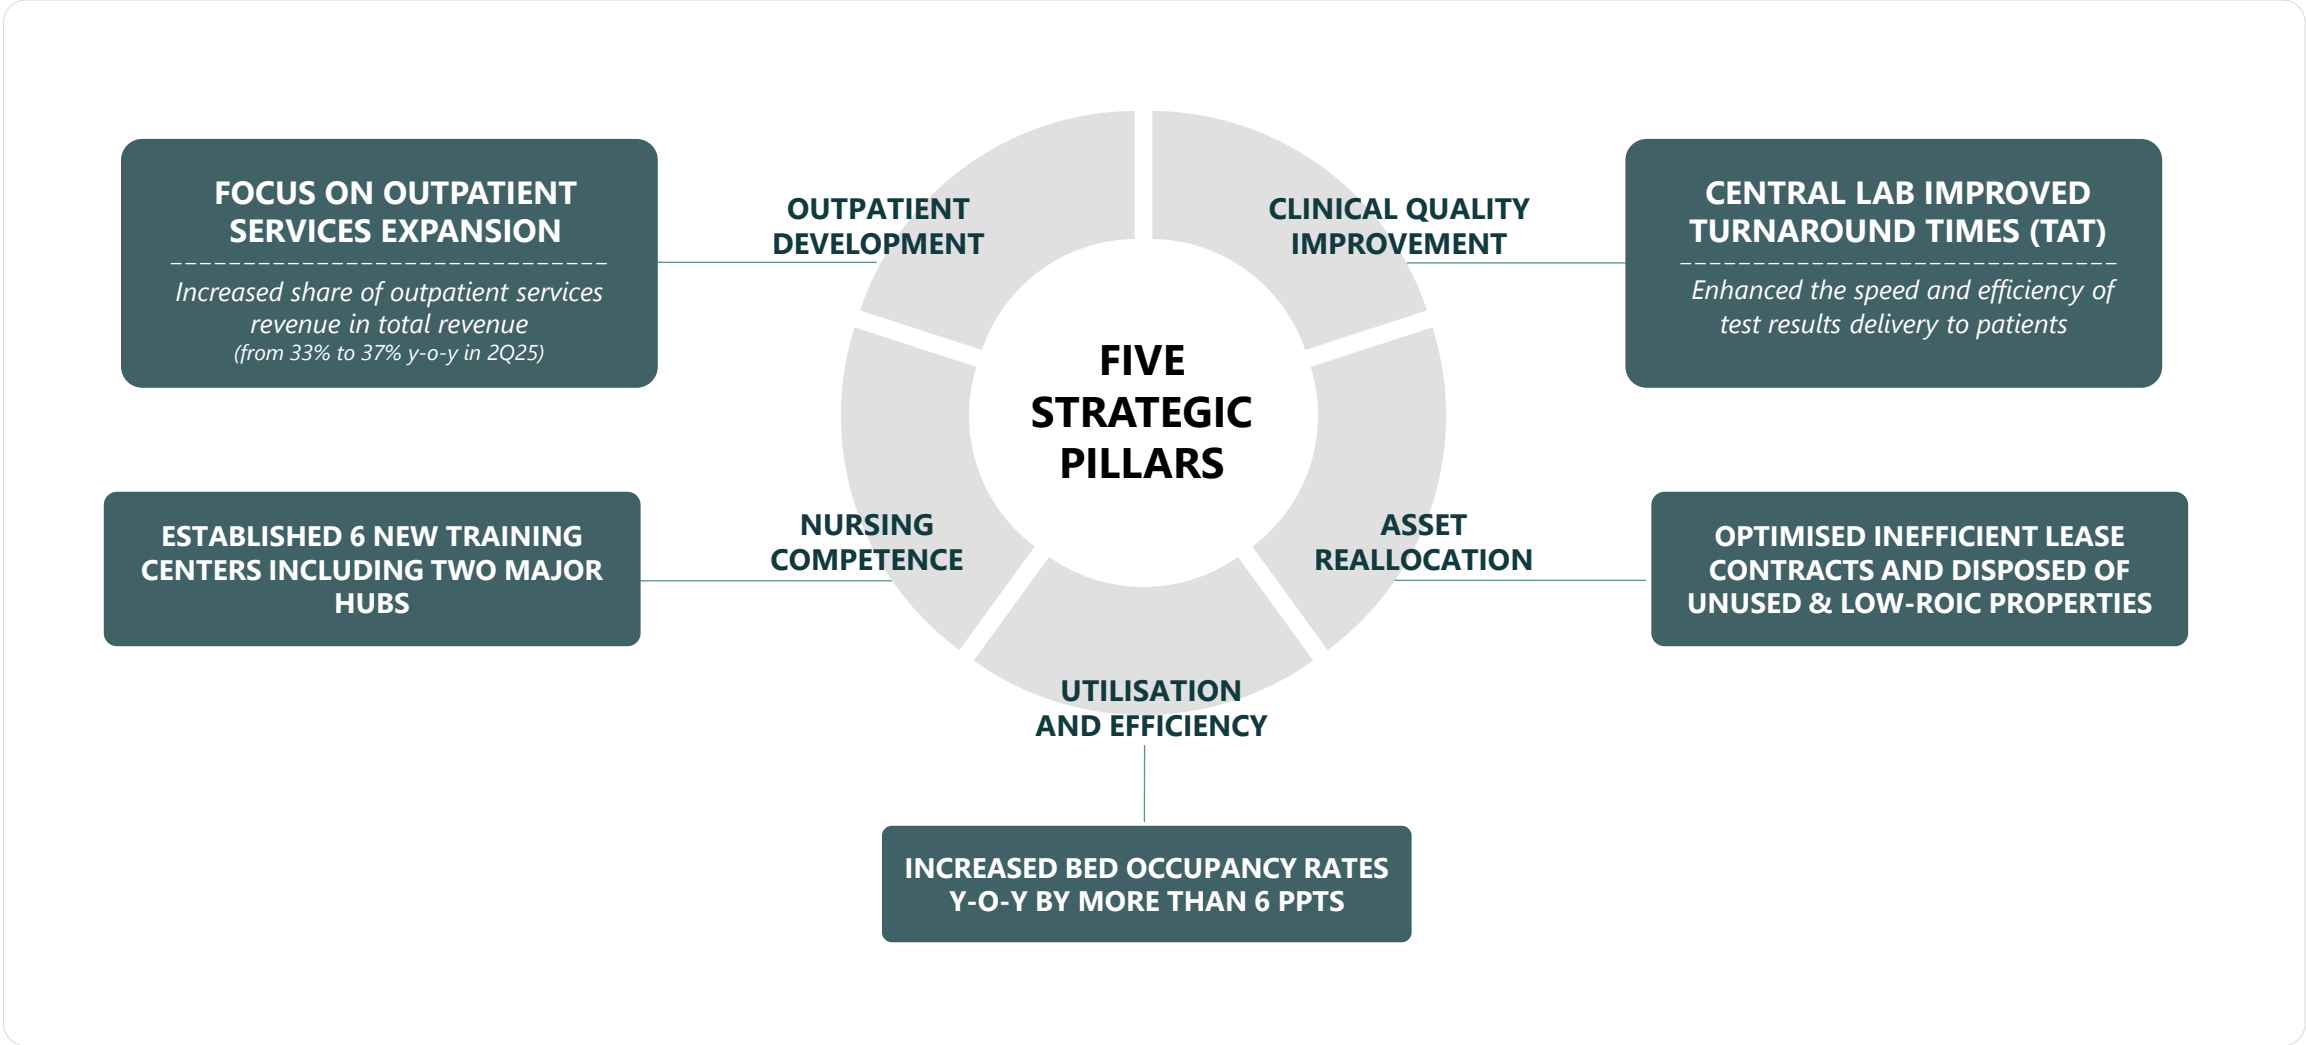 FOCUS ON OUTPATIENT
SERVICES EXPANSION
Increased share of outpatient services
revenue in total revenue
(from 33% to 37% y-o-y in 2Q25)
OUTPATIENT
DEVELOPMENT
CLINICAL QUALITY
IMPROVEMENT
CENTRAL LAB IMPROVED
TURNAROUND TIMES (TAT)
Enhanced the speed and efficiency of
test results delivery to patients
FIVE
STRATEGIC
PILLARS
ESTABLISHED 6 NEW TRAINING
CENTERS INCLUDING TWO MAJOR
HUBS
NURSING
COMPETENCE
ASSET
REALLOCATION
OPTIMISED INEFFICIENT LEASE
CONTRACTS AND DISPOSED OF
UNUSED & LOW-ROIC PROPERTIES
UTILISATION
AND EFFICIENCY
INCREASED BED OCCUPANCY RATES
Y-O-Y BY MORE THAN 6 PPTS